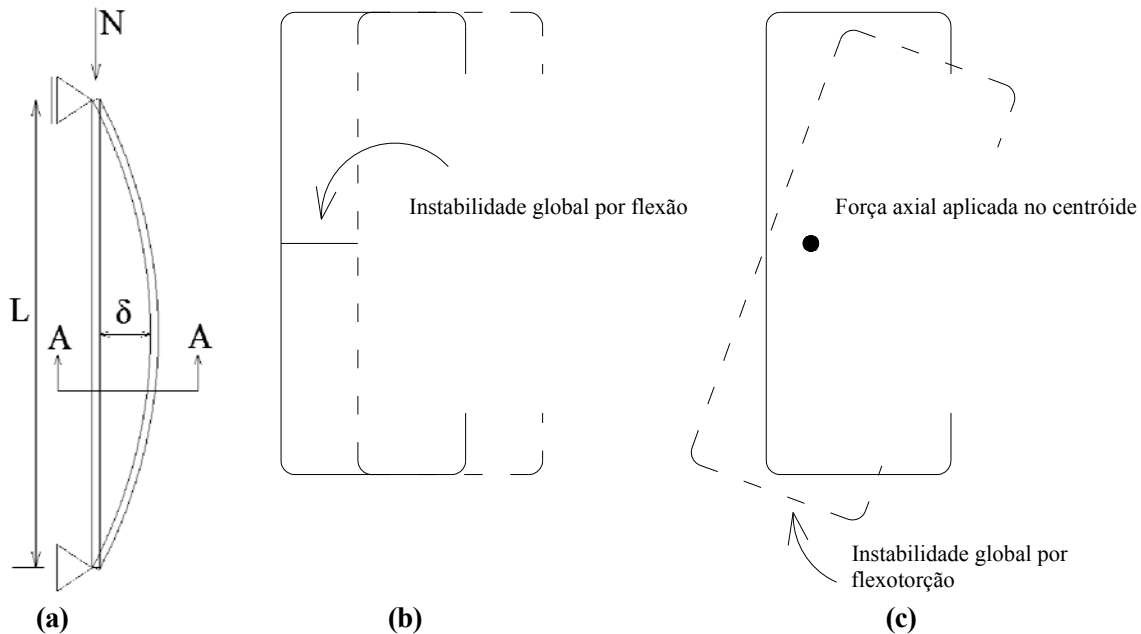 N
L
δ
A A
(a)
Instabilidade global por flexão
(b)
Força axial aplicada no centróide
Instabilidade global por
flexotorção
(c)